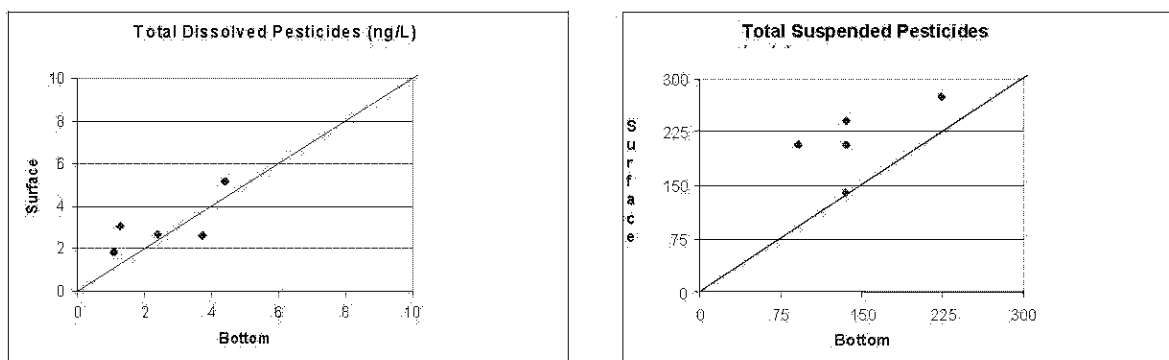 Total Dissolved Pesticides (ng/L)
10
8
6
4
2
0
Surface
0 2 4 6 8 10
Bottom
Total Suspended Pesticides
300
225
150
75
0
Surface
0 75 150 225 300
Bottom